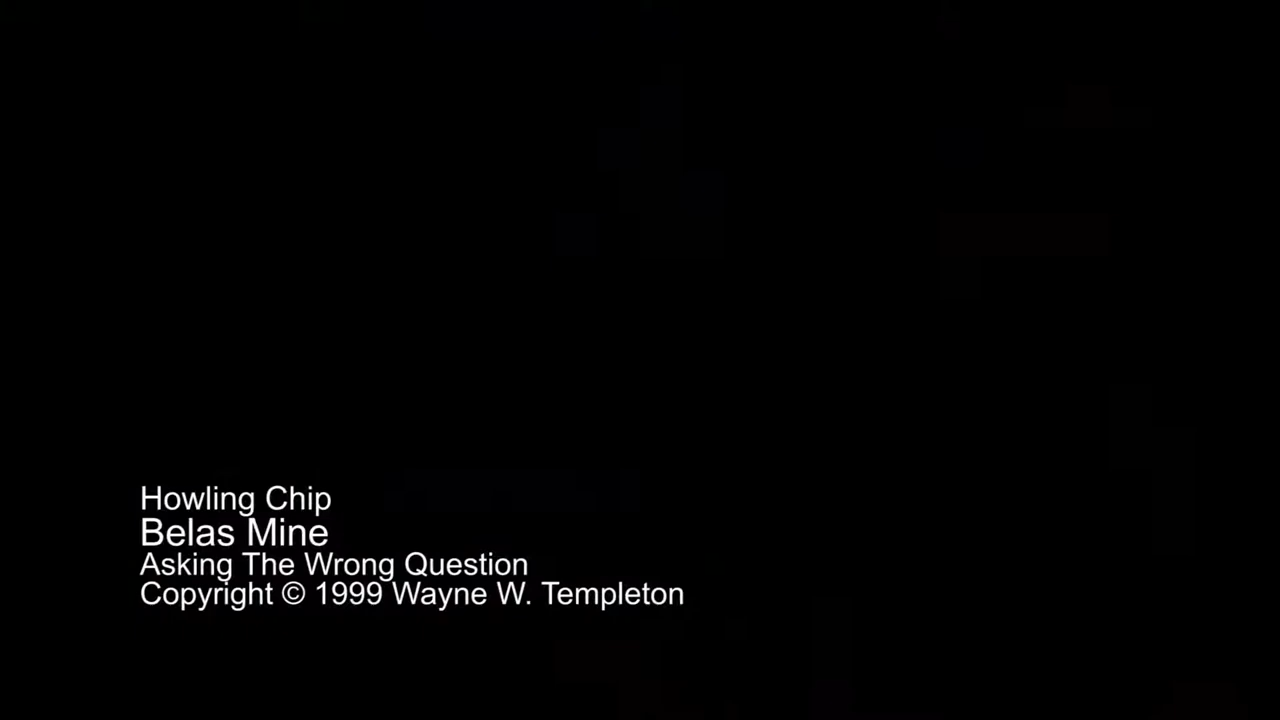 Howling Chip
Belas Mine
Asking The Wrong Question
Copyright © 1999 Wayne W. Templeton